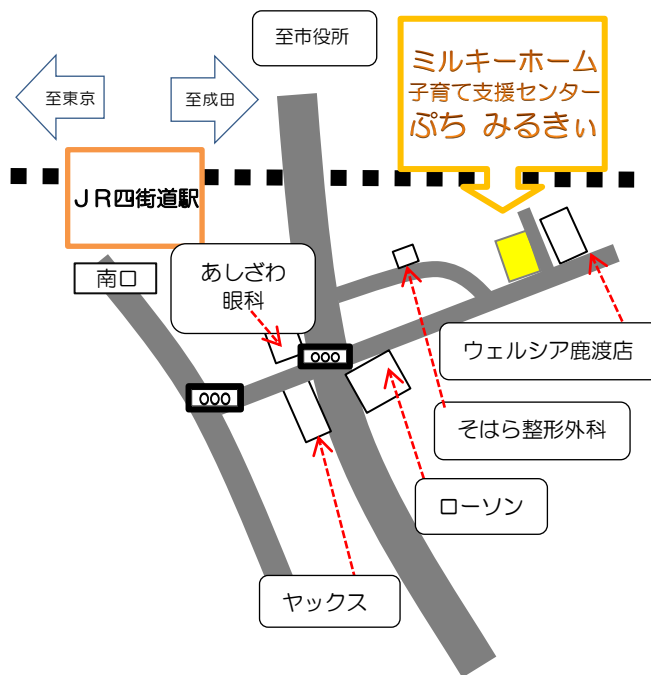 至市役所
ミルキーホーム
子育て支援センター
ぷち みるきぃ
至東京
至成田
ＪＲ四街道駅
南口
あしざわ
眼科
ウェルシア鹿渡店
そはら整形外科
ローソン
ヤックス